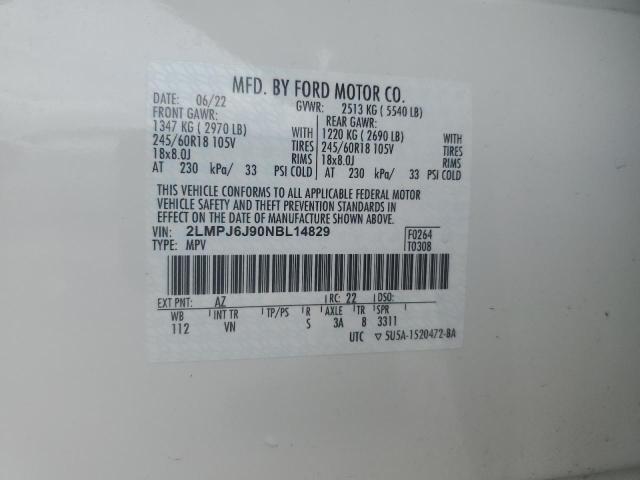 MFD. BY FORD MOTOR CO.
DATE: 06/22 GVWR: 2513 KG ( 5540 LB)
FRONT GAWR: REAR GAWR:
1347 KG ( 2970 LB) WITH 1220 KG ( 2690 LB) WITH
245/60R18 105V TIRES 245/60R18 105V TIRES
18x8.0J RIMS 18x8.0J RIMS
AT 230 kPa/ 33 PSI COLD AT 230 kPa/ 33 PSI COLD
THIS VEHICLE CONFORMS TO ALL APPLICABLE FEDERAL MOTOR
VEHICLE SAFETY AND THEFT PREVENTION STANDARDS IN
EFFECT ON THE DATE OF MANUFACTURE SHOWN ABOVE.
VIN: 2LMPJ6J90NBL14829 F0264
TYPE: MPV T0308
EXT PNT: AZ RC: 22 DSO:
WB INT TR TP/PS R AXLE TR SPR
112 VN S 3A 8 3311
UTC ▽ 5U5A-1520472-BA